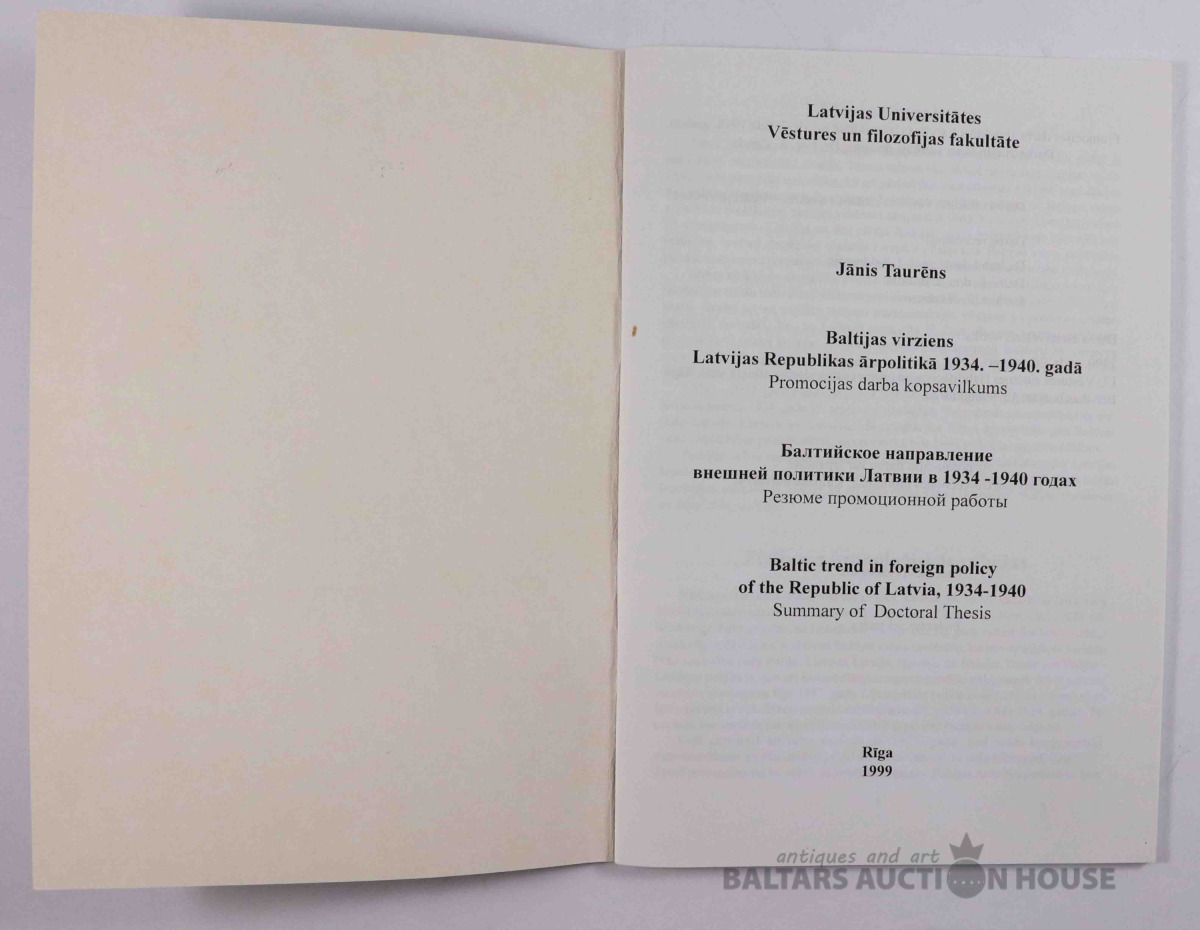 Latvijas Universitātes
Vēstures un filozofijas fakultāte
Jānis Taurēns
Baltijas virziens
Latvijas Republikas ārpolitikā 1934. –1940. gadā
Promocijas darba kopsavilkums
Балтийское направление
внешней политики Латвии в 1934 -1940 годах
Резюме промоционной работы
Baltic trend in foreign policy
of the Republic of Latvia, 1934-1940
Summary of Doctoral Thesis
Rīga
1999
antiques and art
BALTARS AUCTION HOUSE